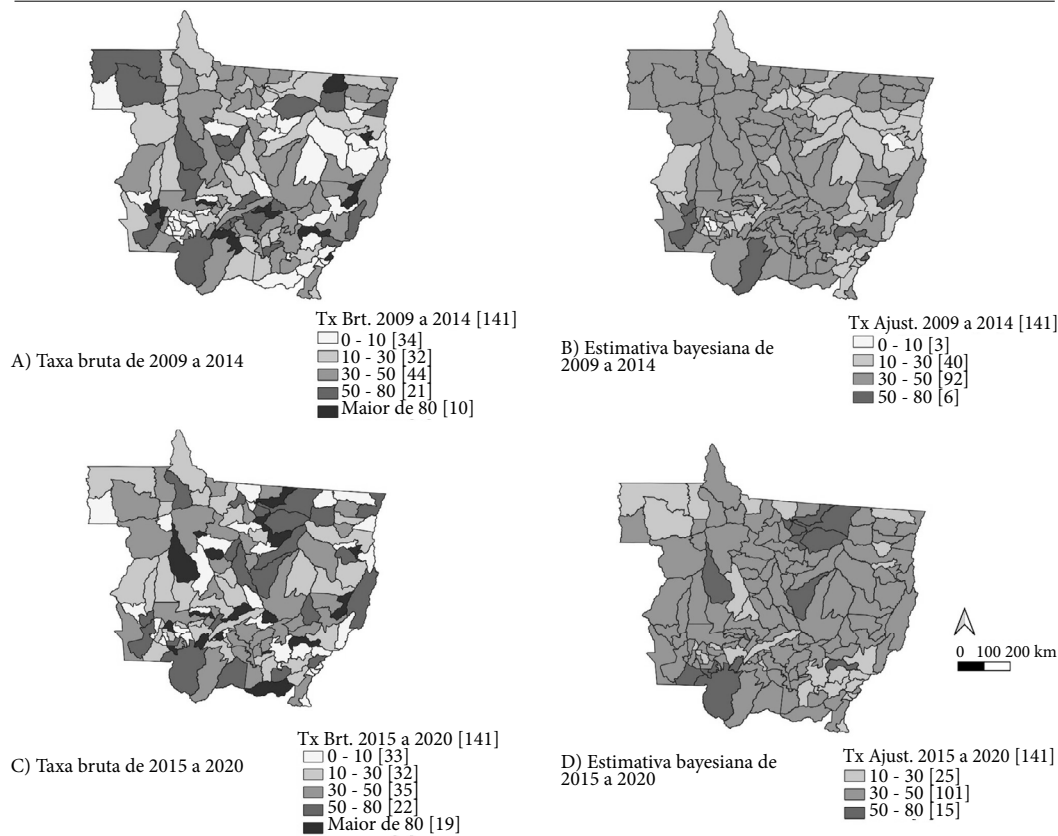 Tx Brt. 2009 a 2014 [141]
0 - 10 [34]
10 - 30 [32]
30 - 50 [44]
50 - 80 [21]
Maior de 80 [10]
A) Taxa bruta de 2009 a 2014
Tx Ajust. 2009 a 2014 [141]
0 - 10 [3]
10 - 30 [40]
30 - 50 [92]
50 - 80 [6]
B) Estimativa bayesiana de
2009 a 2014
Tx Brt. 2015 a 2020 [141]
0 - 10 [33]
10 - 30 [32]
30 - 50 [35]
50 - 80 [22]
Maior de 80 [19]
C) Taxa bruta de 2015 a 2020
0 100 200 km
Tx Ajust. 2015 a 2020 [141]
10 - 30 [25]
30 - 50 [101]
50 - 80 [15]
D) Estimativa bayesiana de
2015 a 2020